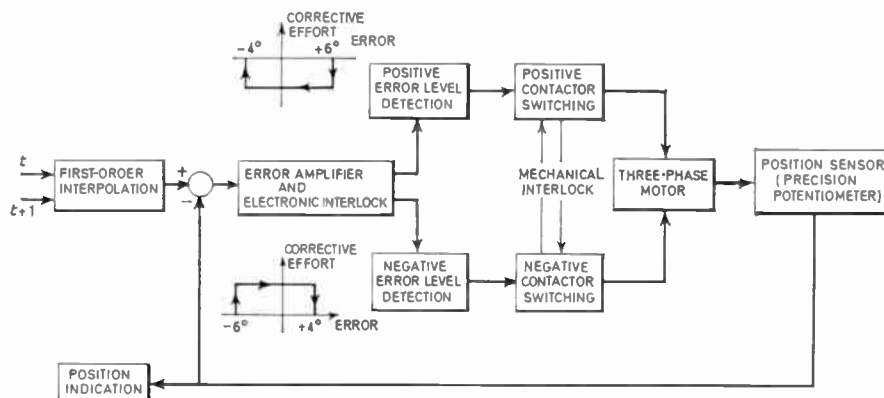 CORRECTIVE
EFFORT
-4°
+6°
ERROR
POSITIVE
ERROR LEVEL
DETECTION
POSITIVE
CONTACTOR
SWITCHING
t
t+1
FIRST-ORDER
INTERPOLATION
+
-
ERROR AMPLIFIER
AND
ELECTRONIC INTERLOCK
MECHANICAL
INTERLOCK
THREE-PHASE
MOTOR
POSITION SENSOR
(PRECISION
POTENTIOMETER)
CORRECTIVE
EFFORT
-6°
+4°
ERROR
NEGATIVE
ERROR LEVEL
DETECTION
NEGATIVE
CONTACTOR
SWITCHING
POSITION
INDICATION